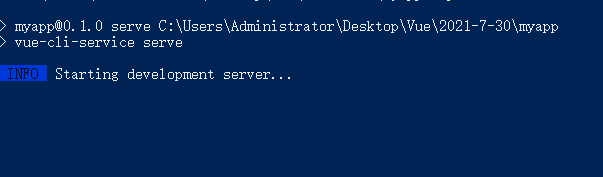 > myapp@0.1.0 serve C:\Users\Administrator\Desktop\Vue\2021-7-30\myapp
> vue-cli-service serve
INFO Starting development server...